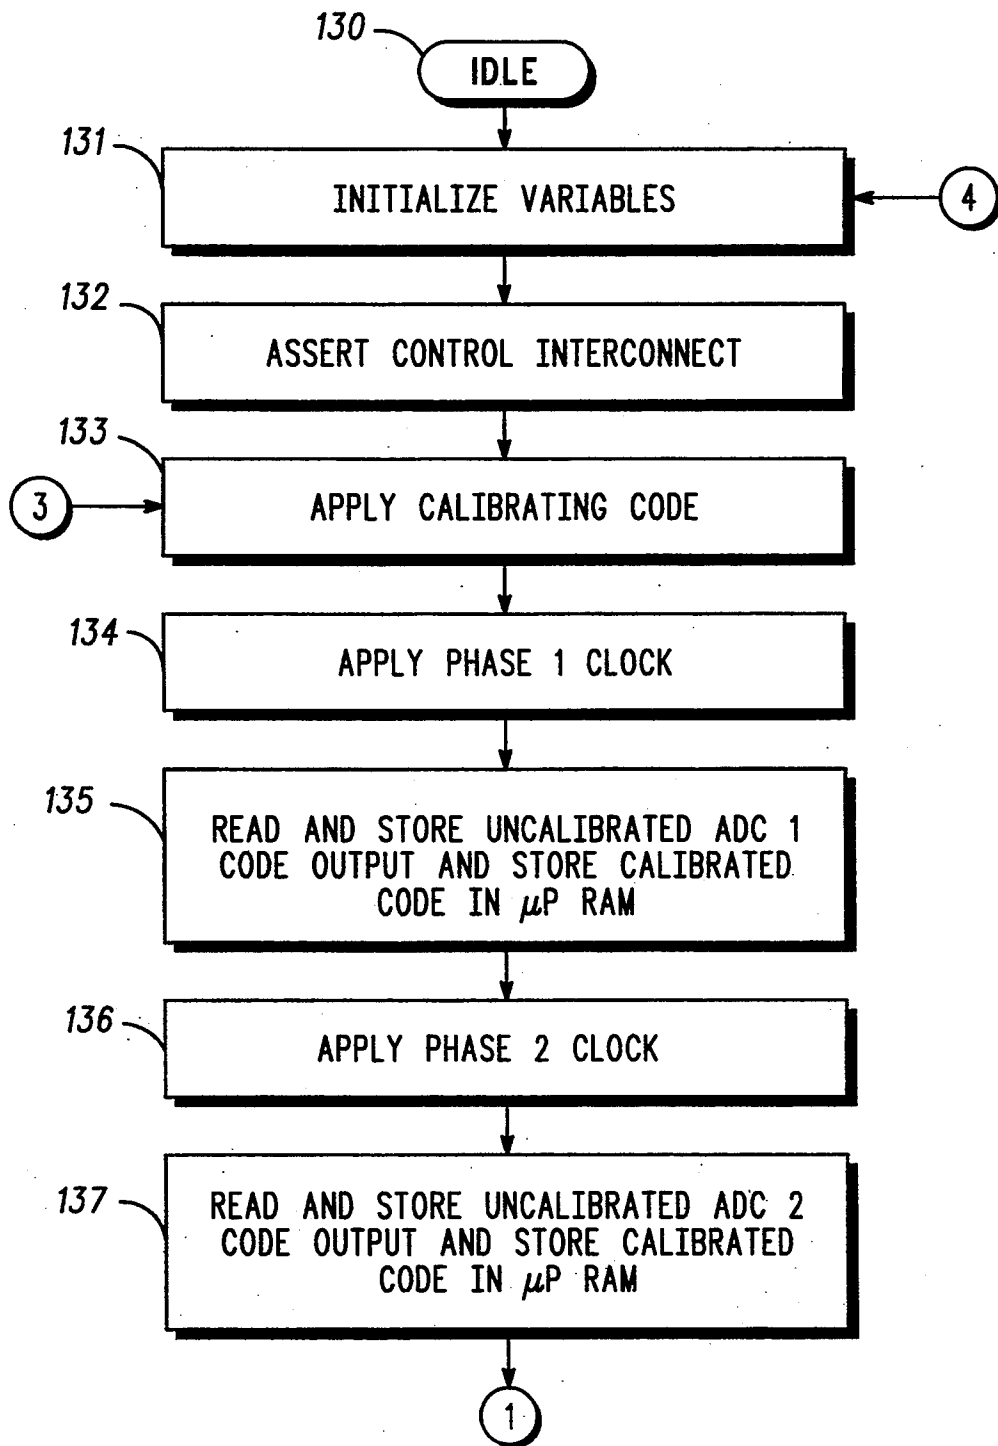 130
IDLE
131
INITIALIZE VARIABLES
4
132
ASSERT CONTROL INTERCONNECT
133
3
APPLY CALIBRATING CODE
134
APPLY PHASE 1 CLOCK
135
READ AND STORE UNCALIBRATED ADC 1
CODE OUTPUT AND STORE CALIBRATED
CODE IN μP RAM
136
APPLY PHASE 2 CLOCK
137
READ AND STORE UNCALIBRATED ADC 2
CODE OUTPUT AND STORE CALIBRATED
CODE IN μP RAM
1